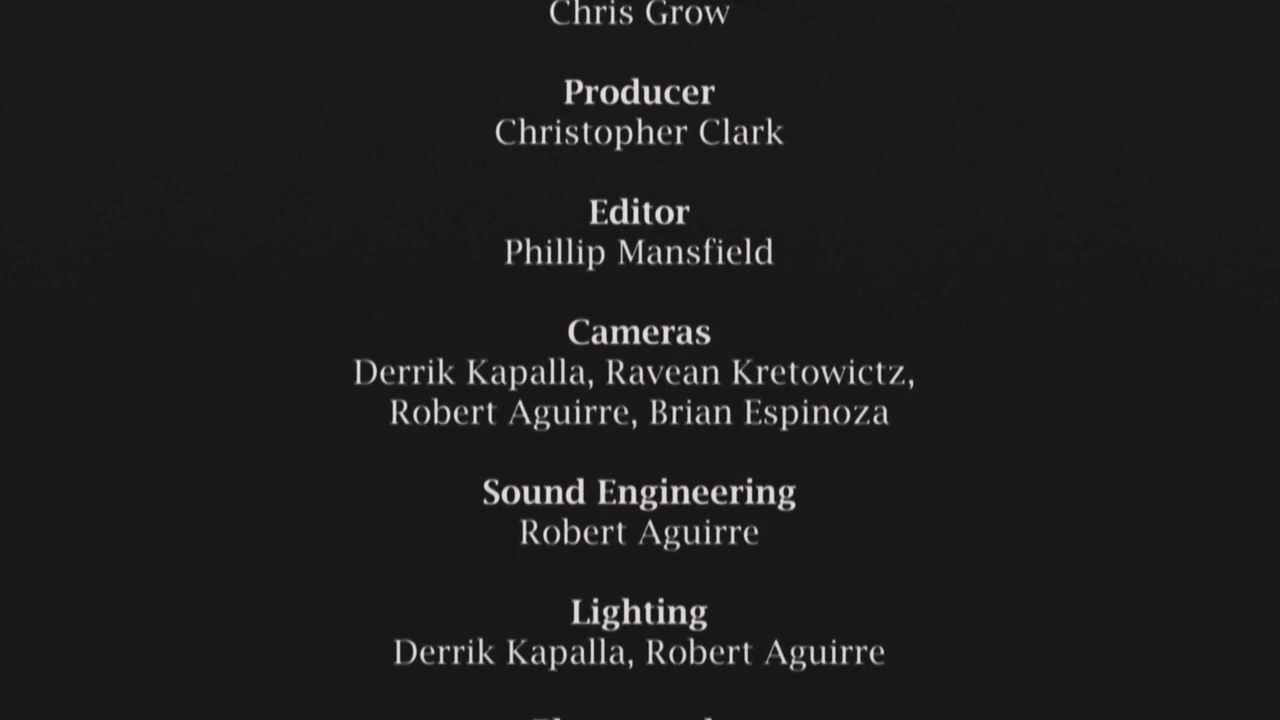 Chris Grow
Producer
Christopher Clark
Editor
Phillip Mansfield
Cameras
Derrik Kapalla, Ravean Kretowictz,
Robert Aguirre, Brian Espinoza
Sound Engineering
Robert Aguirre
Lighting
Derrik Kapalla, Robert Aguirre